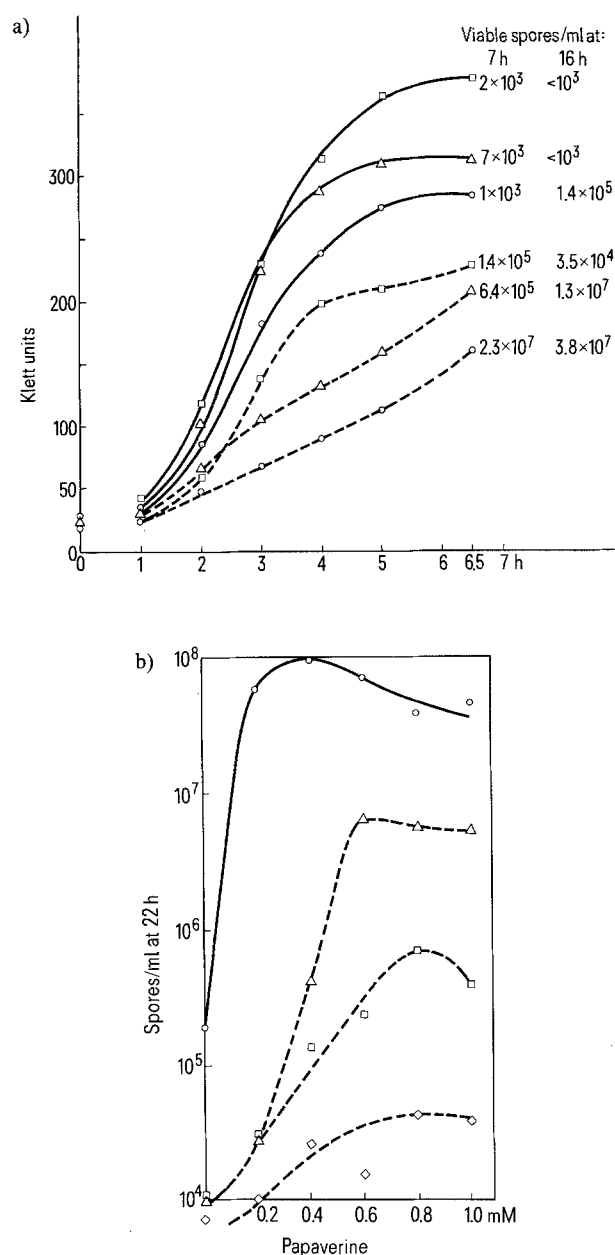 a)
Viable spores/ml at:
7 h 16 h
2×10³ <10³
7×10³ <10³
1×10³ 1.4×10⁵
1.4×10⁵ 3.5×10⁴
6.4×10⁵ 1.3×10⁷
2.3×10⁷ 3.8×10⁷
Klett units
300
200
100
50
0
0 1 2 3 4 5 6 6.5 7 h
b)
Spores/ml at 22 h
10⁸
10⁷
10⁶
10⁵
10⁴
0.2 0.4 0.6 0.8 1.0 mM
Papaverine